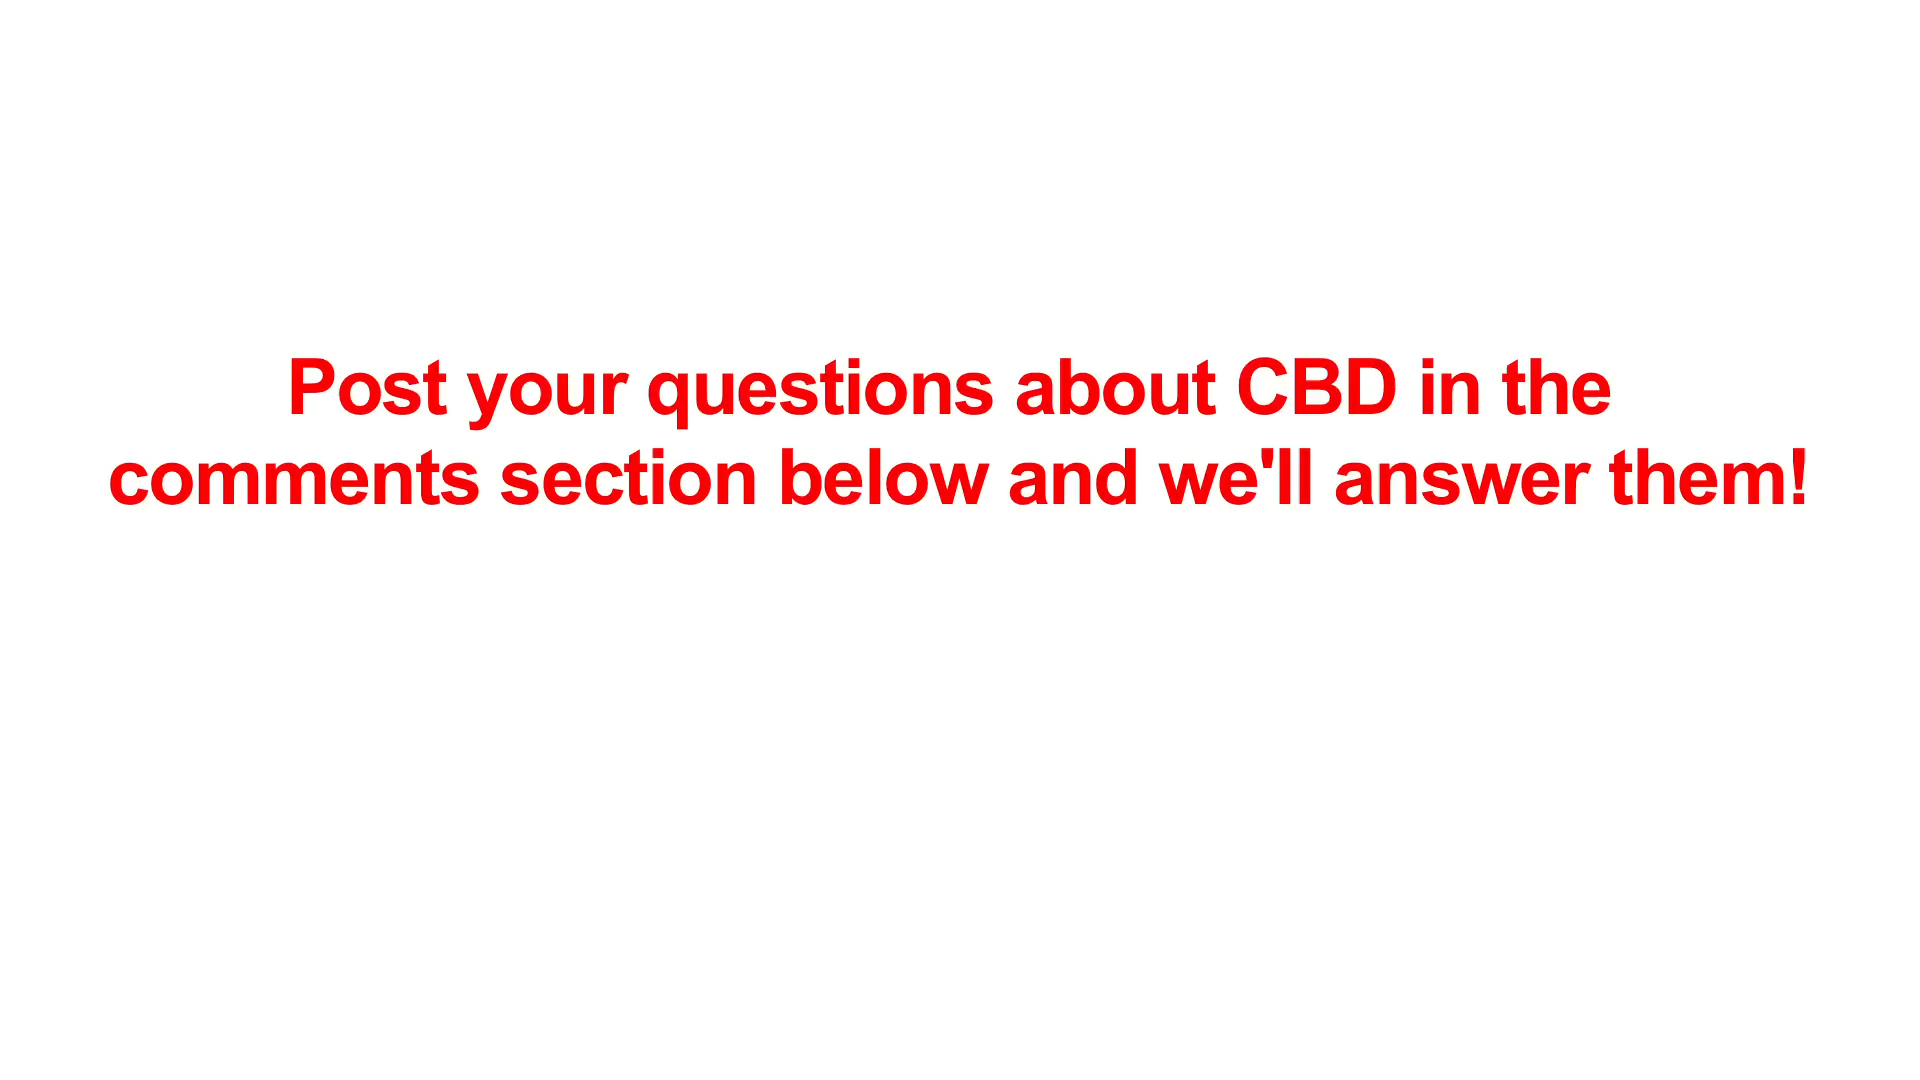 Post your questions about CBD in the
comments section below and we'll answer them!